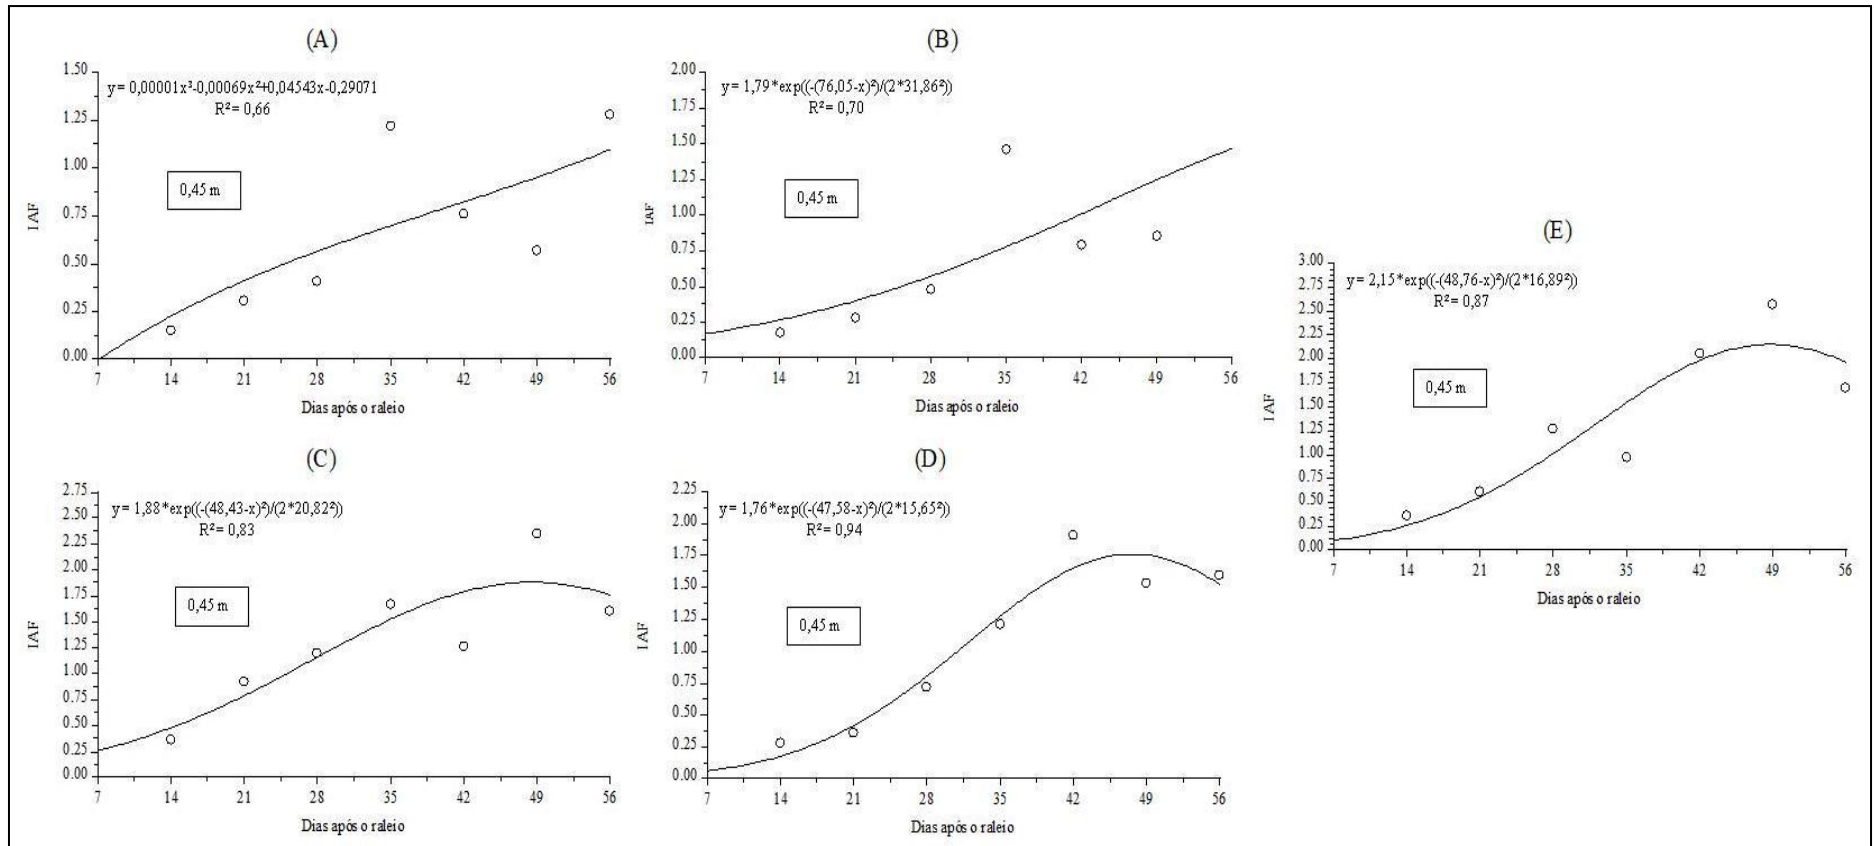 (A)
1.50
1.25
1.00
0.75
0.50
0.25
0.00
y = 0,00001x³-0,00069x²+0,04543x-0,29071
R² = 0,66
0,45 m
IAF
7 14 21 28 35 42 49 56
Dias após o raleio
(B)
2.00
1.75
1.50
1.25
1.00
0.75
0.50
0.25
0.00
y = 1,79*exp((-(76,05-x)²)/(2*31,86²))
R² = 0,70
0,45 m
IAF
7 14 21 28 35 42 49 56
Dias após o raleio
(C)
2.75
2.50
2.25
2.00
1.75
1.50
1.25
1.00
0.75
0.50
0.25
0.00
y = 1,88*exp((-(48,43-x)²)/(2*20,82²))
R² = 0,83
0,45 m
IAF
7 14 21 28 35 42 49 56
Dias após o raleio
(D)
2.25
2.00
1.75
1.50
1.25
1.00
0.75
0.50
0.25
0.00
y = 1,76*exp((-(47,58-x)²)/(2*15,65²))
R² = 0,94
0,45 m
IAF
7 14 21 28 35 42 49 56
Dias após o raleio
(E)
3.00
2.75
2.50
2.25
2.00
1.75
1.50
1.25
1.00
0.75
0.50
0.25
0.00
y = 2,15*exp((-(48,76-x)²)/(2*16,89²))
R² = 0,87
0,45 m
IAF
7 14 21 28 35 42 49 56
Dias após o raleio